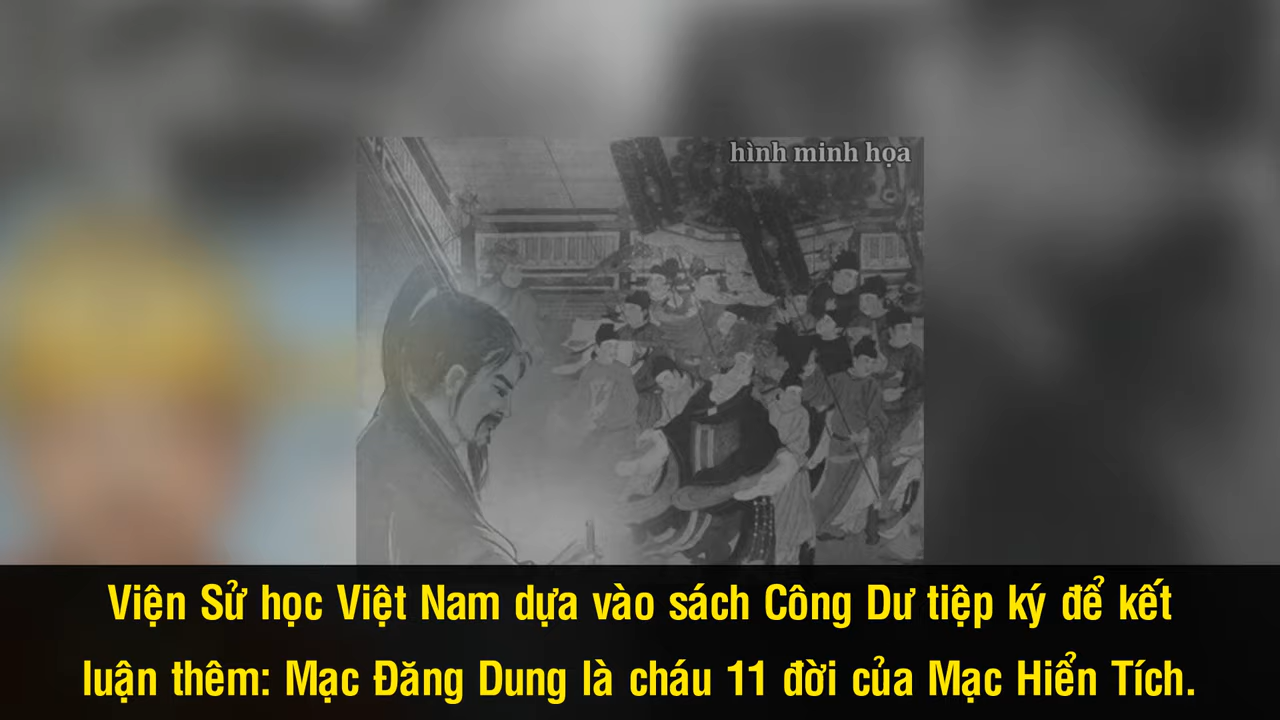 hình minh họa
Viện Sử học Việt Nam dựa vào sách Công Dư tiệp ký để kết
luận thêm: Mạc Đăng Dung là cháu 11 đời của Mạc Hiển Tích.